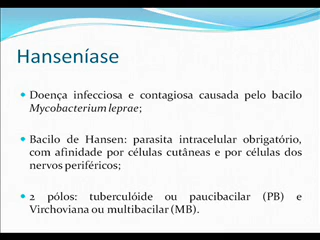 Hanseníase
Doença infecciosa e contagiosa causada pelo bacilo
Mycobacterium leprae;
Bacilo de Hansen: parasita intracelular obrigatório,
com afinidade por células cutâneas e por células dos
nervos periféricos;
2 pólos: tuberculóide ou paucibacilar (PB) e
Virchoviana ou multibacilar (MB).